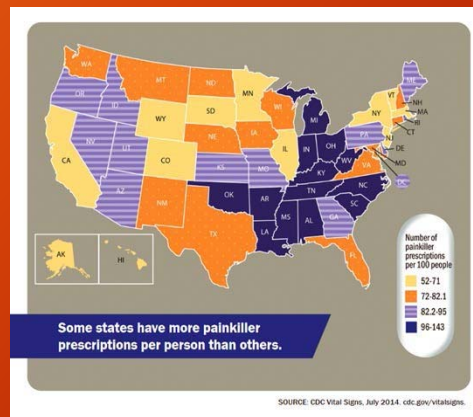 WA
MT
ND
MN
VT
ME
OR
ID
SD
WI
NY
NH
MA
WY
MI
RI
CT
NE
IA
PA
NJ
NV
UT
IL
IN
OH
DE
CA
CO
WV
MD
KS
MO
KY
VA
DC
AZ
NM
OK
AR
TN
NC
SC
MS
AL
GA
TX
LA
FL
AK
HI
Number of
painkiller
prescriptions
per 100 people
52-71
72-82.1
82.2-95
96-143
Some states have more painkiller
prescriptions per person than others.
SOURCE: CDC Vital Signs, July 2014. cdc.gov/vitalsigns.